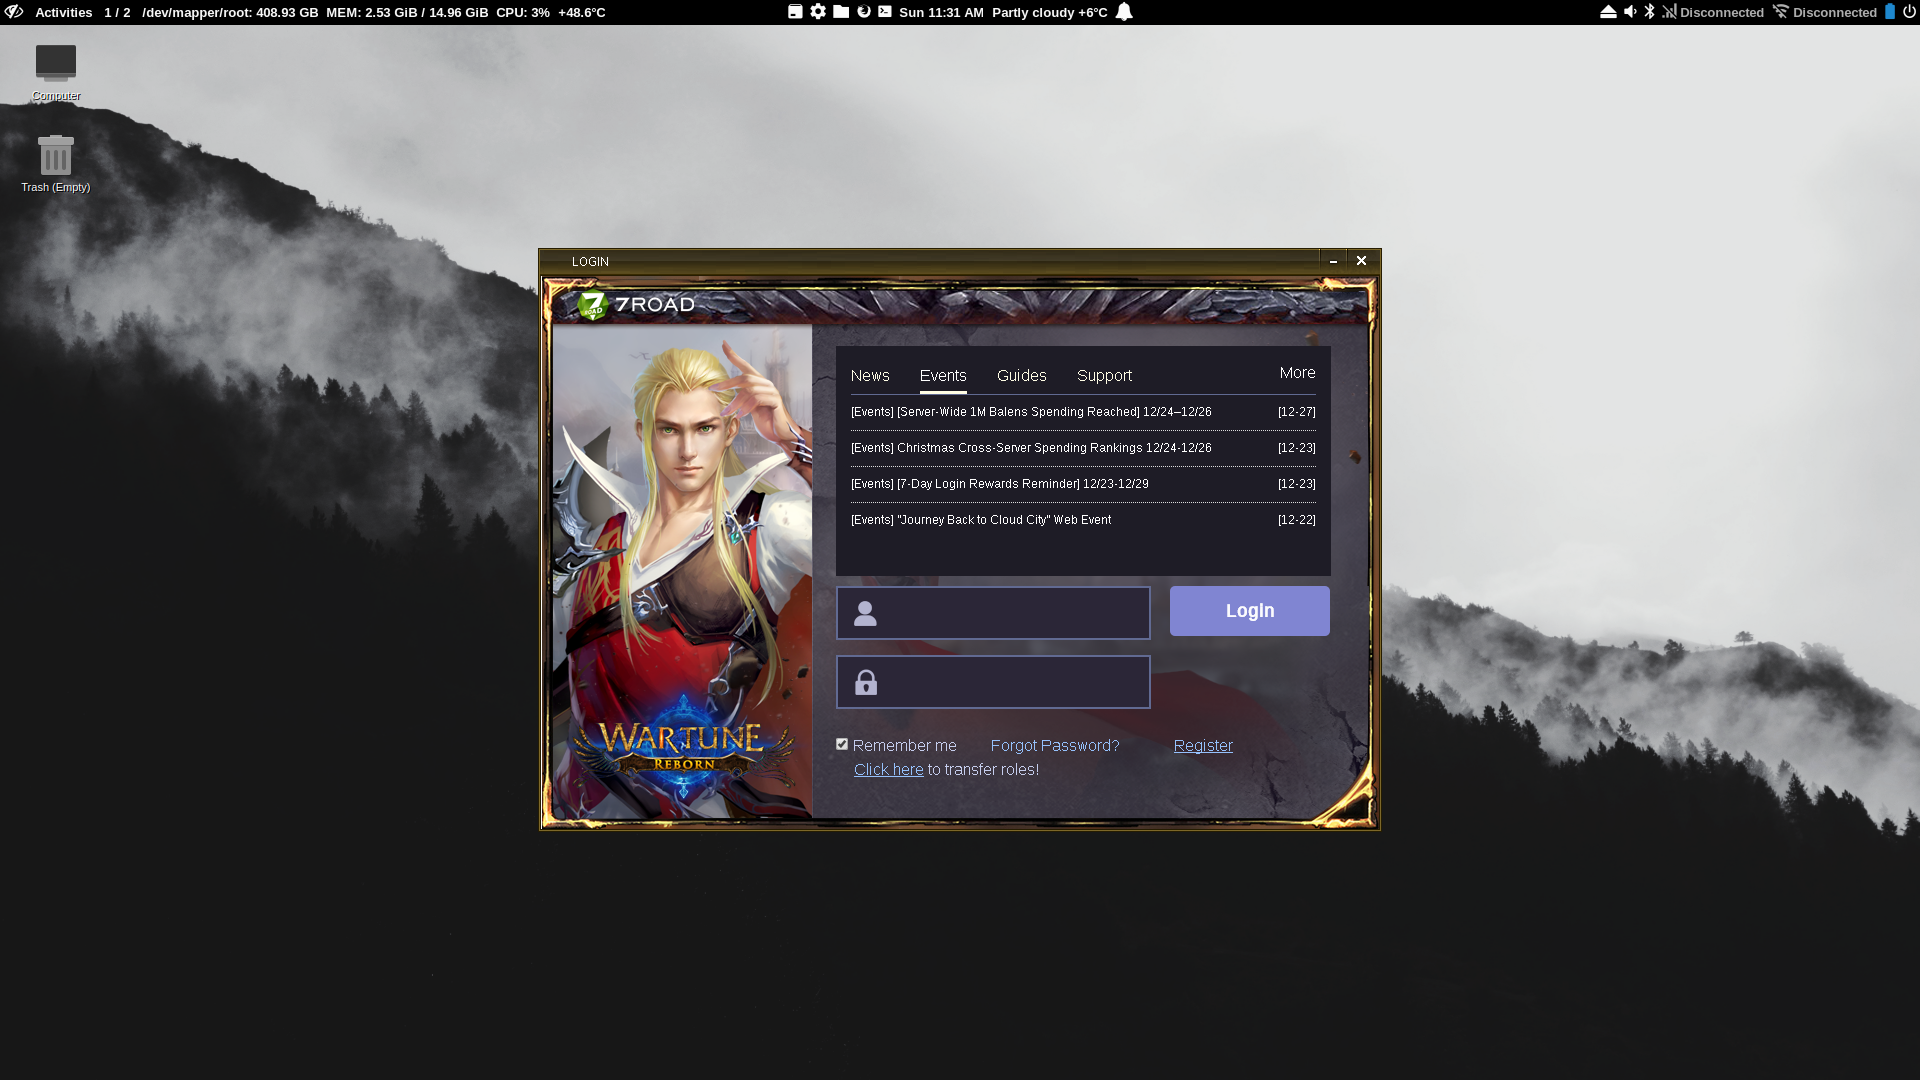 Activities 1 / 2 /dev/mapper/root: 408.93 GB MEM: 2.53 GiB / 14.96 GiB CPU: 3% +48.6°C Sun 11:31 AM Partly cloudy +6°C Disconnected Disconnected
Computer
Trash (Empty)
LOGIN
7 ROAD 7ROAD
News Events Guides Support More
[Events] [Server-Wide 1M Balens Spending Reached] 12/24–12/26 [12-27]
[Events] Christmas Cross-Server Spending Rankings 12/24-12/26 [12-23]
[Events] [7-Day Login Rewards Reminder] 12/23-12/29 [12-23]
[Events] "Journey Back to Cloud City" Web Event [12-22]
Login
WARTUNE
REBORN
Remember me Forgot Password? Register
Click here to transfer roles!